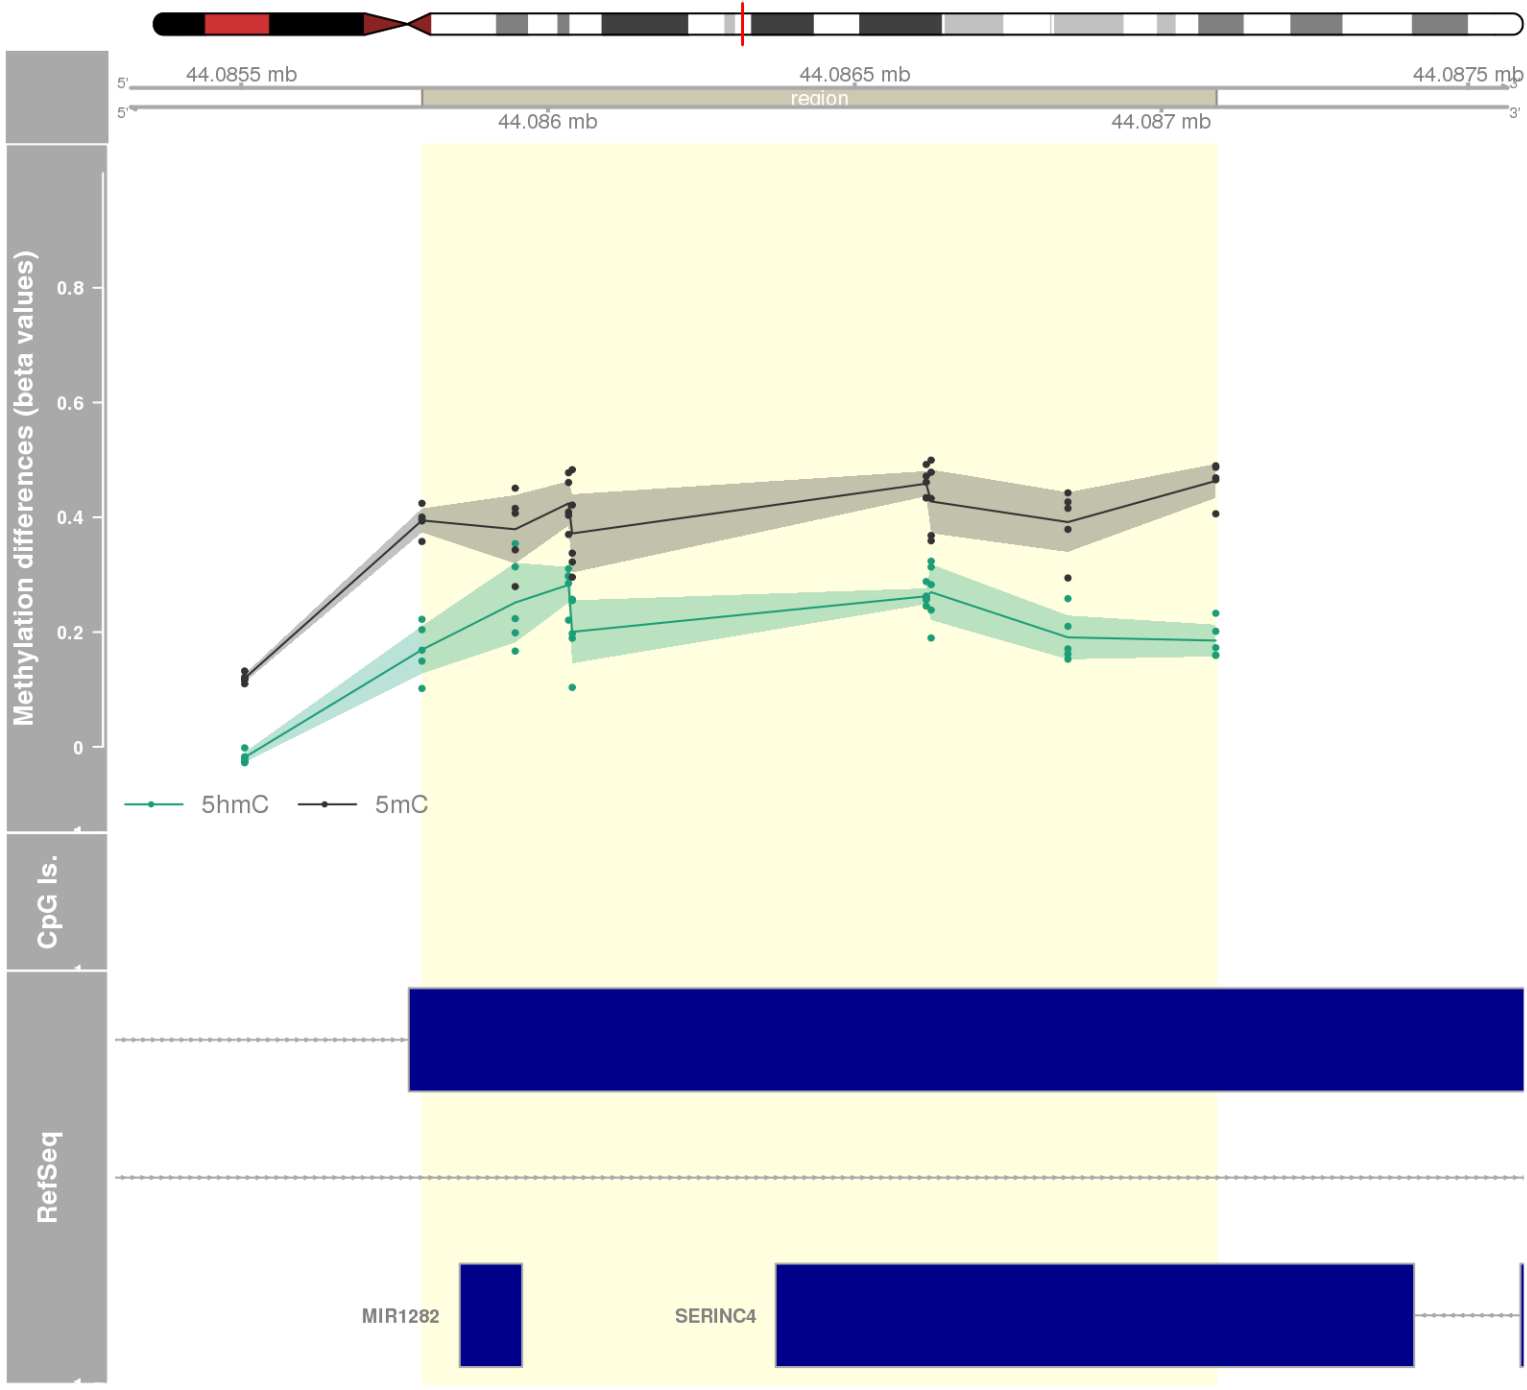 44.0855 mb
44.0865 mb
44.0875 mb
5'
3'
region
5'
3'
44.086 mb
44.087 mb
Methylation differences (beta values)
0.8
0.6
0.4
0.2
0
5hmC
5mC
CpG Is.
RefSeq
MIR1282
SERINC4